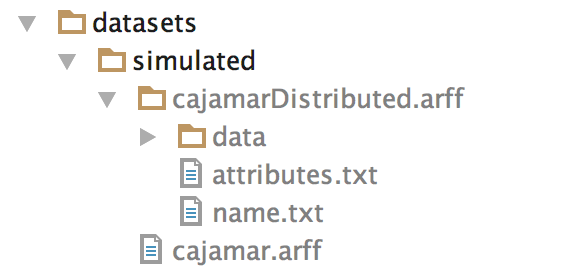 datasets
simulated
cajamarDistributed.arff
data
attributes.txt
name.txt
cajamar.arff